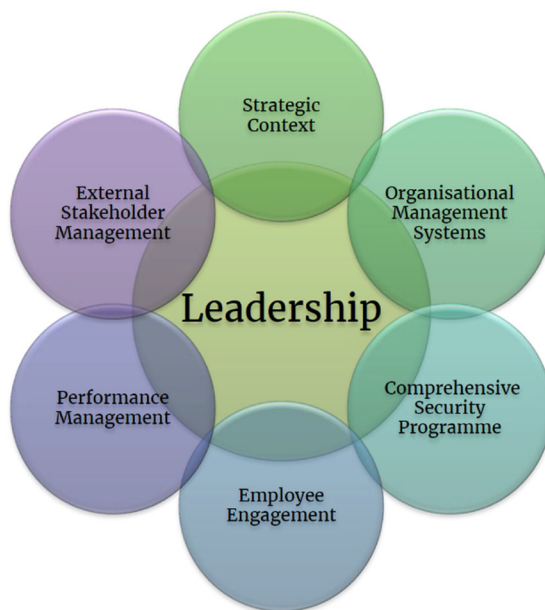 Strategic
Context
External
Stakeholder
Management
Organisational
Management
Systems
Leadership
Performance
Management
Comprehensive
Security
Programme
Employee
Engagement